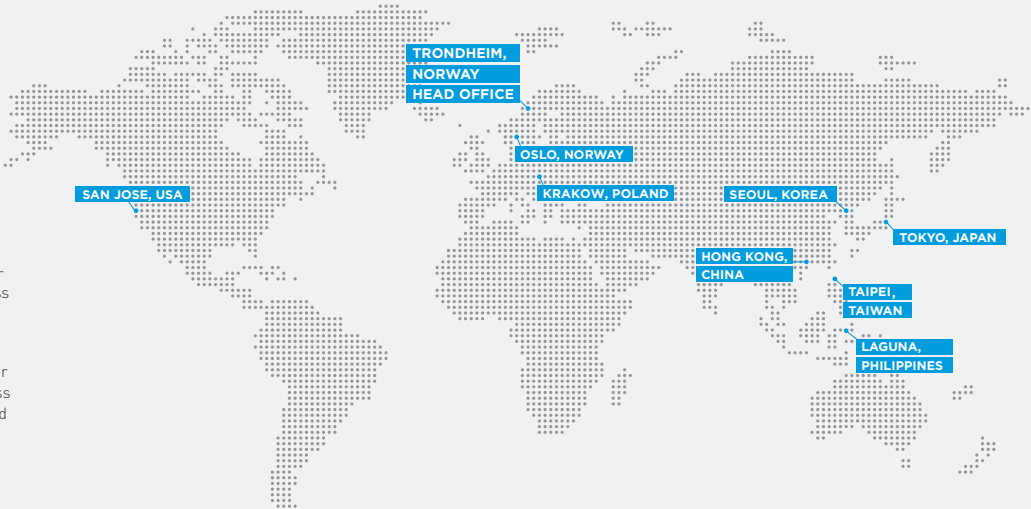 TRONDHEIM,
NORWAY
HEAD OFFICE
OSLO, NORWAY
KRAKOW, POLAND
SAN JOSE, USA
SEOUL, KOREA
TOKYO, JAPAN
HONG KONG,
CHINA
TAIPEI,
TAIWAN
LAGUNA,
PHILIPPINES